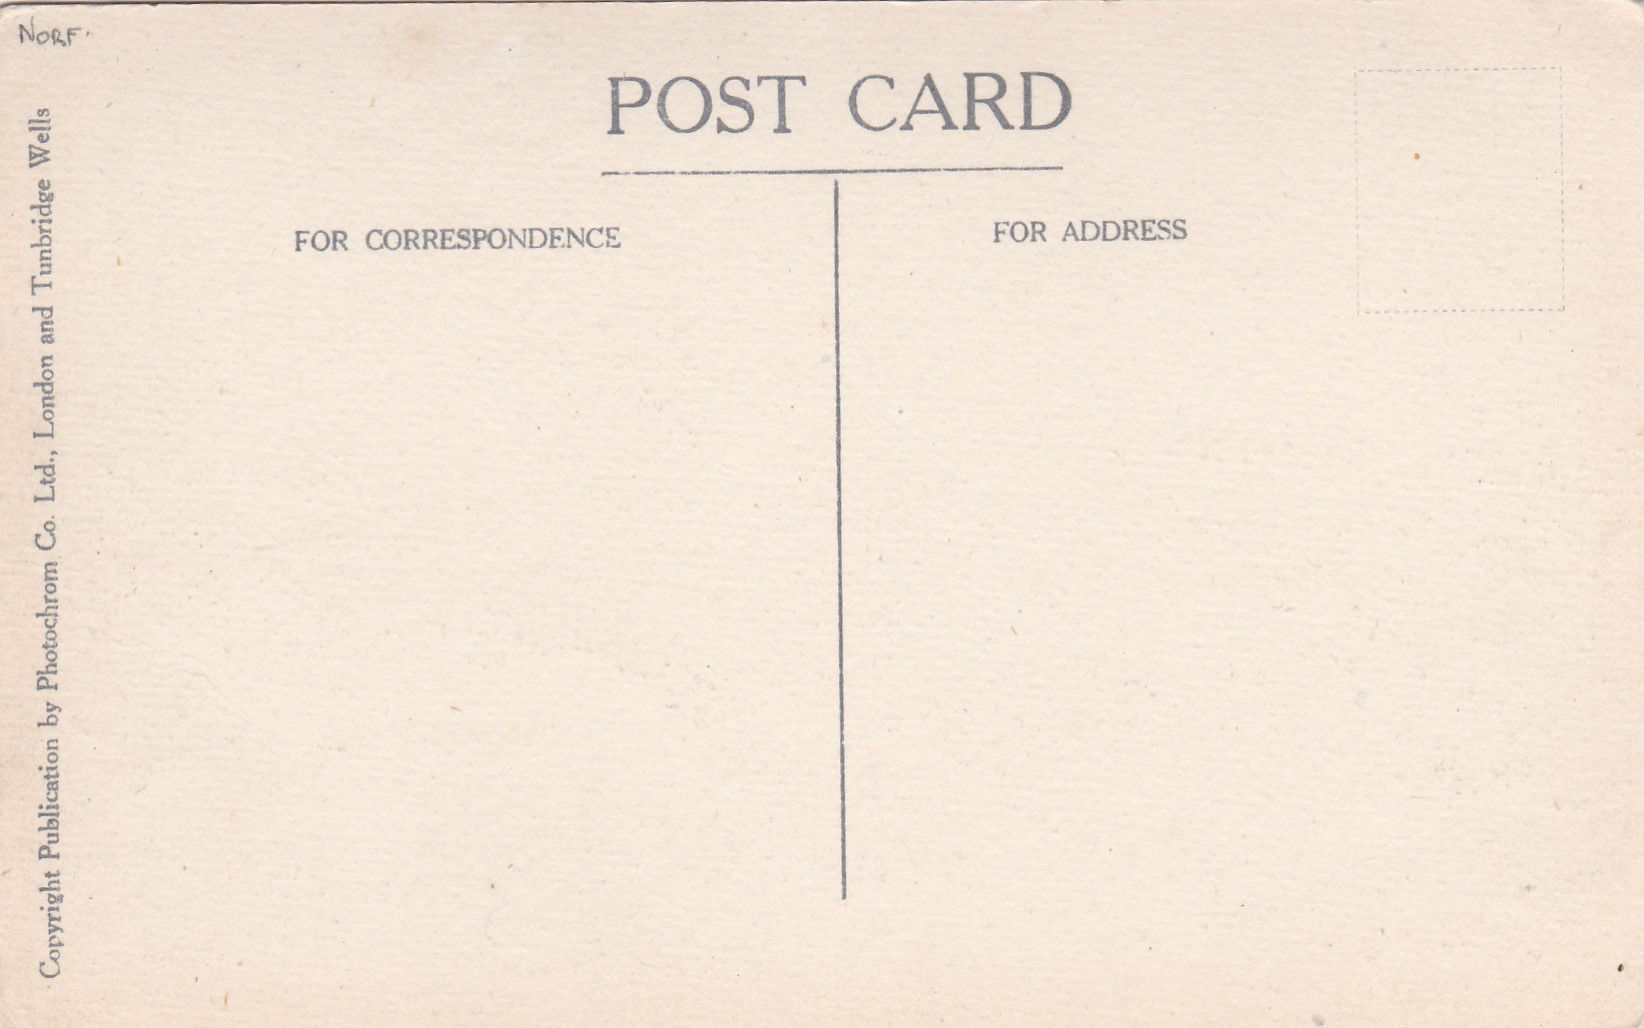 NORF.
POST CARD
FOR CORRESPONDENCE
FOR ADDRESS
Copyright Publication by Photochrom Co. Ltd., London and Tunbridge Wells